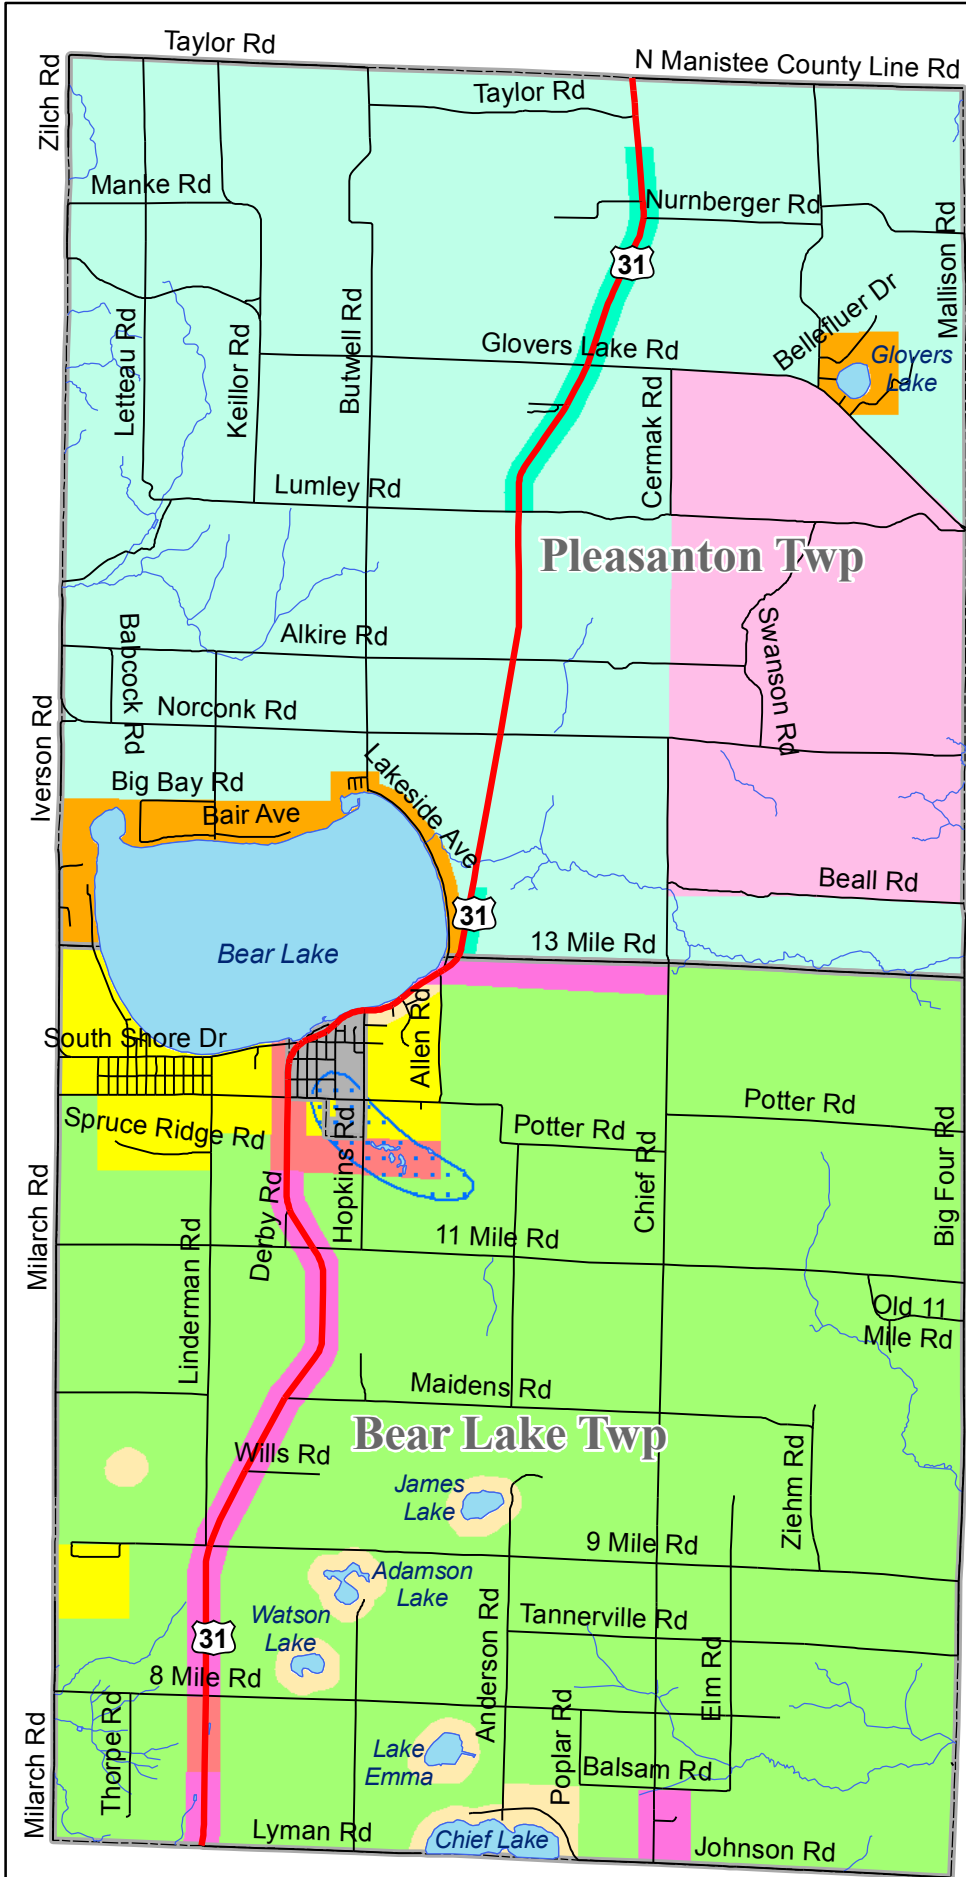 Taylor Rd
N Manistee County Line Rd
Zilch Rd
Taylor Rd
Manke Rd
Nurnberger Rd
Mallison Rd
31
Letteau Rd
Keillor Rd
Butwell Rd
Glovers Lake Rd
Bellefluer Dr
Glovers
Lake
Cermak Rd
Lumley Rd
Pleasanton Twp
Babcock Rd
Alkire Rd
Swanson Rd
Iverson Rd
Norconk Rd
Big Bay Rd
Bair Ave
Lakeside Ave
Beall Rd
31
Bear Lake
13 Mile Rd
South Shore Dr
Allen Rd
Spruce Ridge Rd
Potter Rd
Potter Rd
Milarch Rd
Linderman Rd
Derby Rd
Hopkins Rd
11 Mile Rd
Chief Rd
Big Four Rd
Old 11
Mile Rd
Maidens Rd
Bear Lake Twp
Wills Rd
James
Lake
Ziehm Rd
9 Mile Rd
Adamson
Lake
Watson
Lake
Anderson Rd
Tannerville Rd
31
8 Mile Rd
Elm Rd
Milarch Rd
Thorpe Rd
Lake
Emma
Poplar Rd
Balsam Rd
Lyman Rd
Chief Lake
Johnson Rd